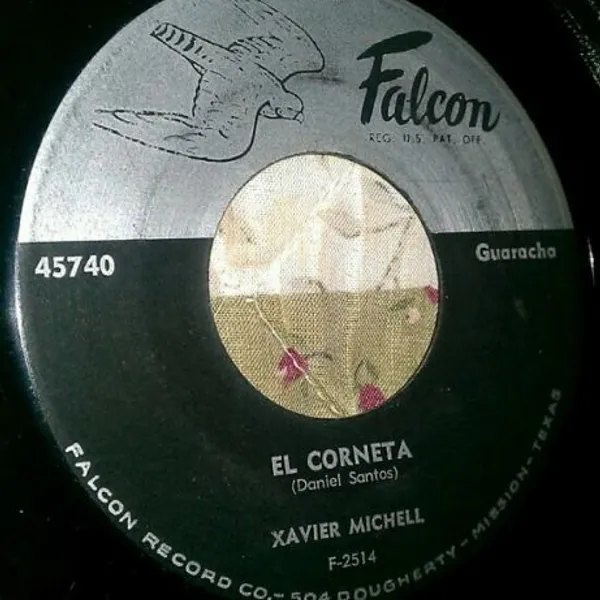 Falcon
REG. U.S. PAT. OFF.
45740
Guaracha
EL CORNETA
(Daniel Santos)
XAVIER MICHELL
F-2514
FALCON RECORD CO.- 504 DOUGHERTY - MISSION - TEXAS